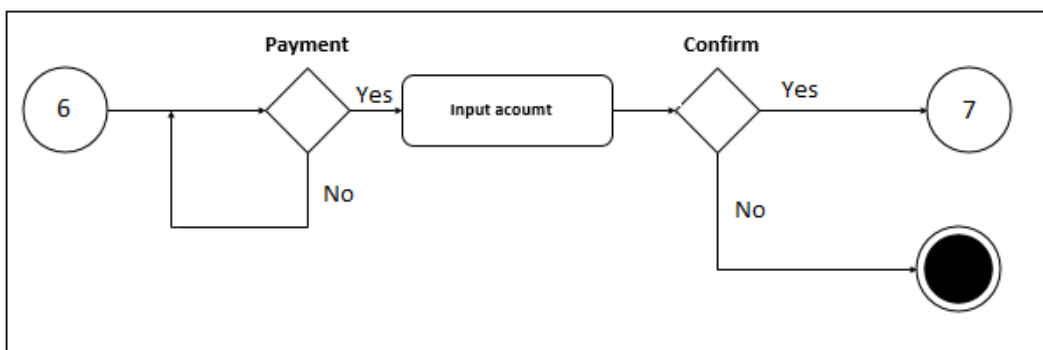 Payment
Confirm
6
Yes
Input acoumt
Yes
7
No
No